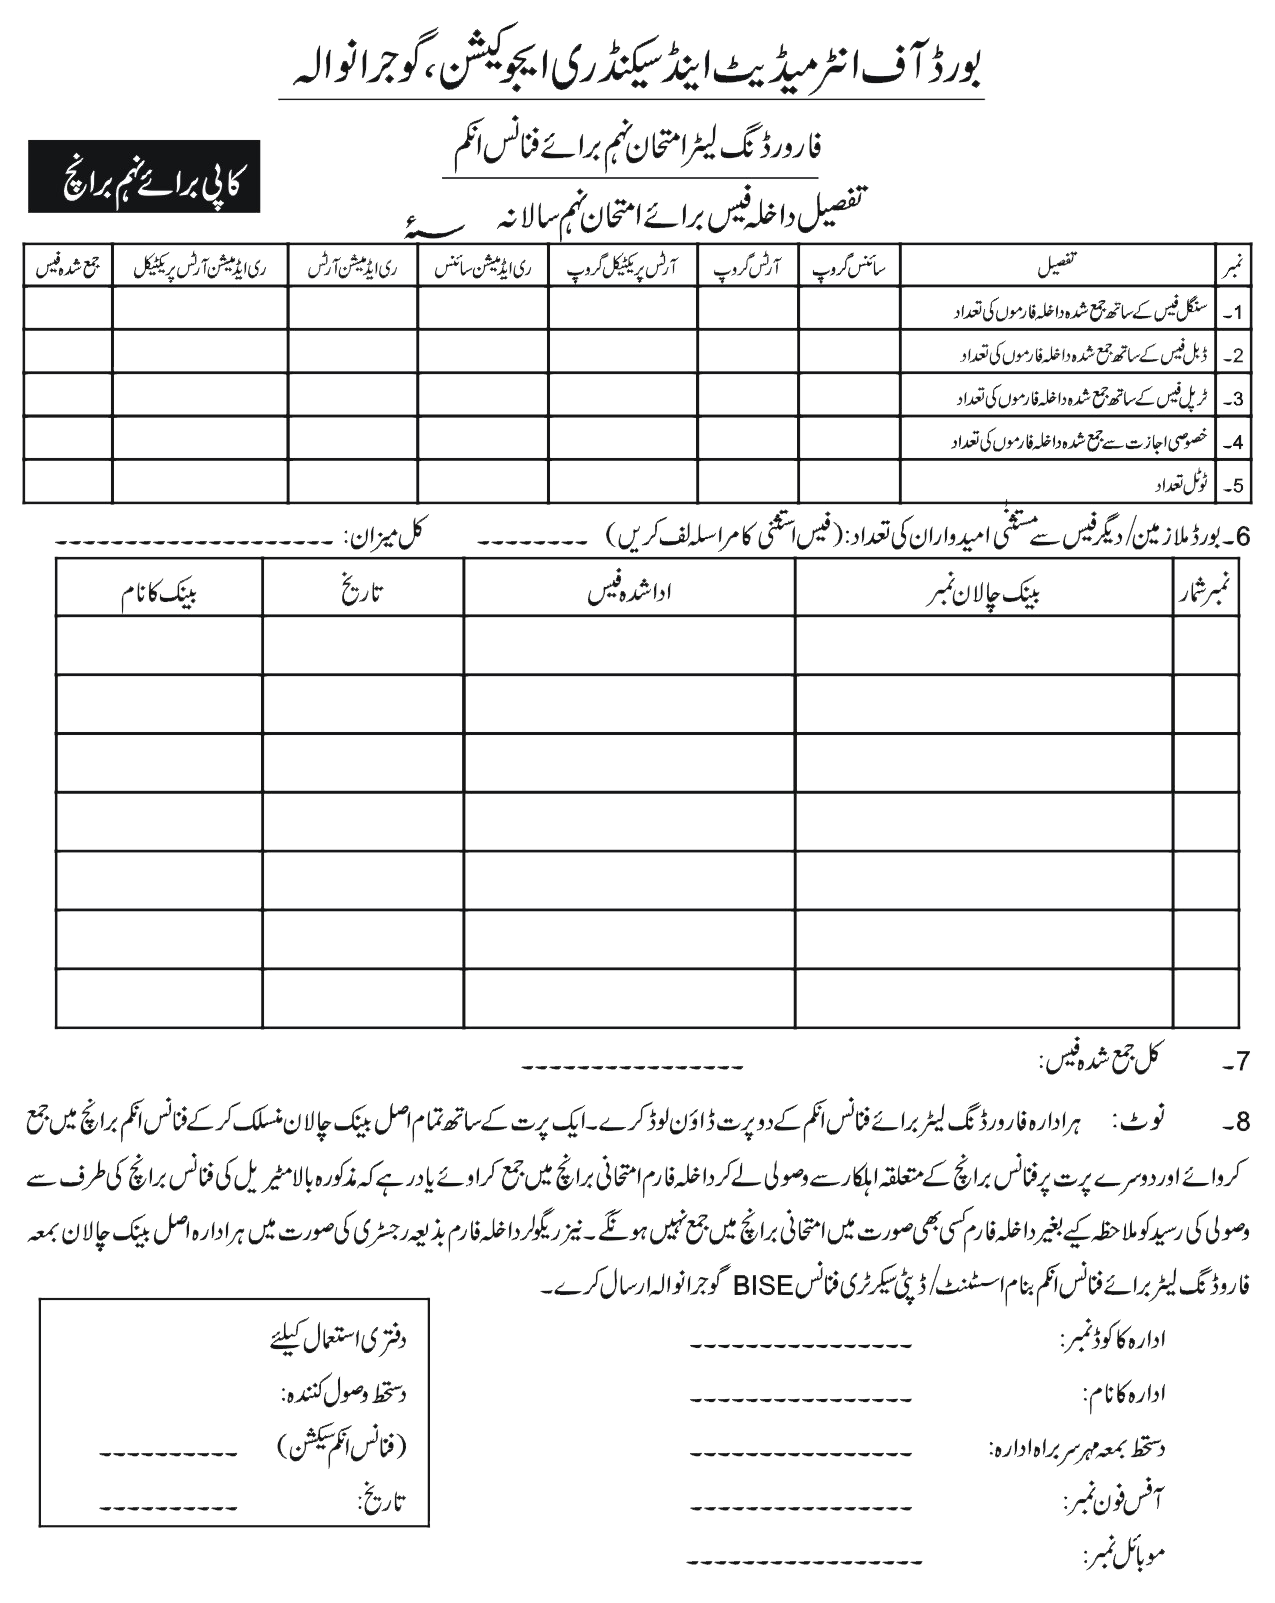 بورڈ آف انٹرمیڈیٹ اینڈ سیکنڈری ایجوکیشن، گوجرانوالہ
فارورڈنگ لیٹر امتحان نہم برائے فنانس انکم
کاپی برائے نہم برانچ
تفصیل داخلہ فیس برائے امتحان نہم سالانہ ؁ء
نمبر تفصیل سائنس گروپ آرٹس گروپ آرٹس پریکٹیکل گروپ ری ایڈمیشن سائنس ری ایڈمیشن آرٹس ری ایڈمیشن آرٹس پریکٹیکل جمع شدہ فیس
1۔ سنگل فیس کے ساتھ جمع شدہ داخلہ فارموں کی تعداد
2۔ ڈبل فیس کے ساتھ جمع شدہ داخلہ فارموں کی تعداد
3۔ ٹرپل فیس کے ساتھ جمع شدہ داخلہ فارموں کی تعداد
4۔ خصوصی اجازت سے جمع شدہ داخلہ فارموں کی تعداد
5۔ ٹوٹل تعداد
6۔ بورڈ ملازمین/دیگر فیس سے مستثنٰی امیدواران کی تعداد: (فیس استثنٰی کا مراسلہ لف کریں) -------- کل میزان: --------------------
نمبر شمار بینک چالان نمبر ادا شدہ فیس تاریخ بینک کا نام
7۔ کل جمع شدہ فیس: ----------------
8۔ نوٹ: ہر ادارہ فارورڈنگ لیٹر برائے فنانس انکم کے دو پرت ڈاؤن لوڈ کرے۔ ایک پرت کے ساتھ تمام اصل بینک چالان منسلک کر کے فنانس انکم برانچ میں جمع
کروائے اور دوسرے پرت پر فنانس برانچ کے متعلقہ اہلکار سے وصولی لے کر داخلہ فارم امتحانی برانچ میں جمع کراوئے یاد رہے کہ مذکورہ بالا مٹیریل کی فنانس برانچ کی طرف سے
وصولی کی رسید کو ملاحظہ کیے بغیر داخلہ فارم کسی بھی صورت میں امتحانی برانچ میں جمع نہیں ہونگے۔ نیز ریگولر داخلہ فارم بذیعہ رجسٹری کی صورت میں ہر ادارہ اصل بینک چالان بمعہ
فاروڈنگ لیٹر برائے فنانس انکم بنام اسسٹنٹ/ڈپٹی سیکرٹری فنانس BISE گوجرانوالہ ارسال کرے۔
ادارہ کا کوڈ نمبر: ----------------
ادارہ کا نام: ----------------
دستخط بمعہ مہر سربراہ ادارہ: ----------------
آفس فون نمبر: ----------------
موبائل نمبر: -----------------
دفتری استعمال کیلئے
دستخط وصول کنندہ:
(فنانس انکم سیکشن) ----------
تاریخ: ----------